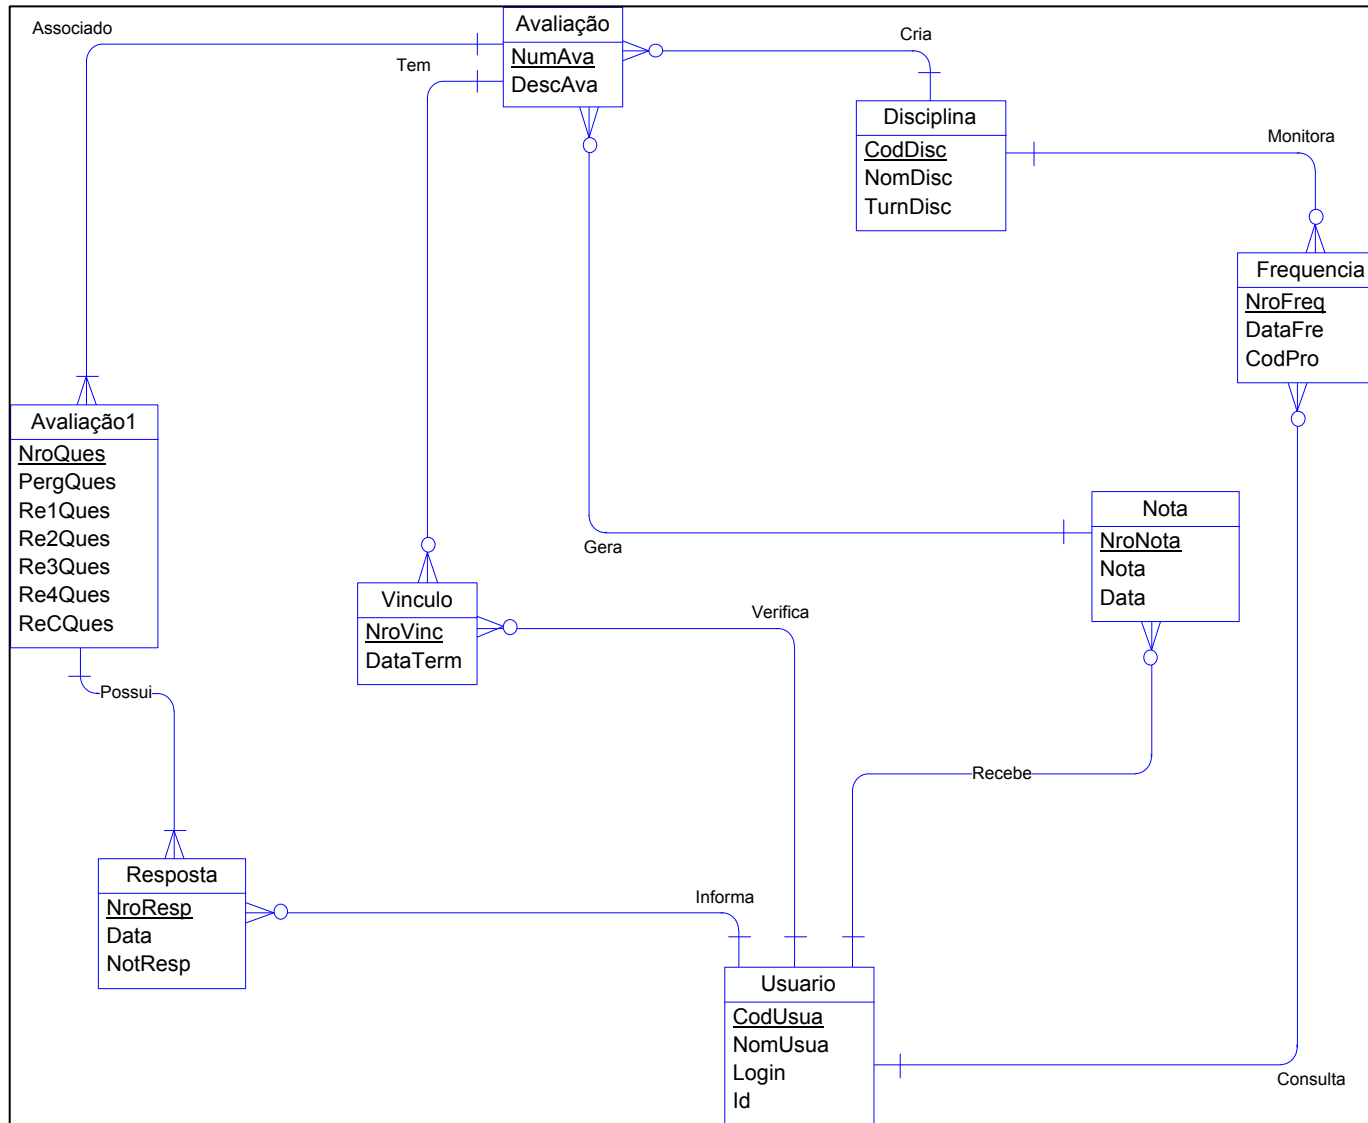 Associado
Tem
Avaliação
NumAva
DescAva
Cria
Disciplina
CodDisc
NomDisc
TurnDisc
Monitora
Frequencia
NroFreq
DataFre
CodPro
Avaliação1
NroQues
PergQues
Re1Ques
Re2Ques
Re3Ques
Re4Ques
ReCQues
Gera
Nota
NroNota
Nota
Data
Vinculo
NroVinc
DataTerm
Verifica
Possui
Recebe
Resposta
NroResp
Data
NotResp
Informa
Usuario
CodUsua
NomUsua
Login
Id
Consulta